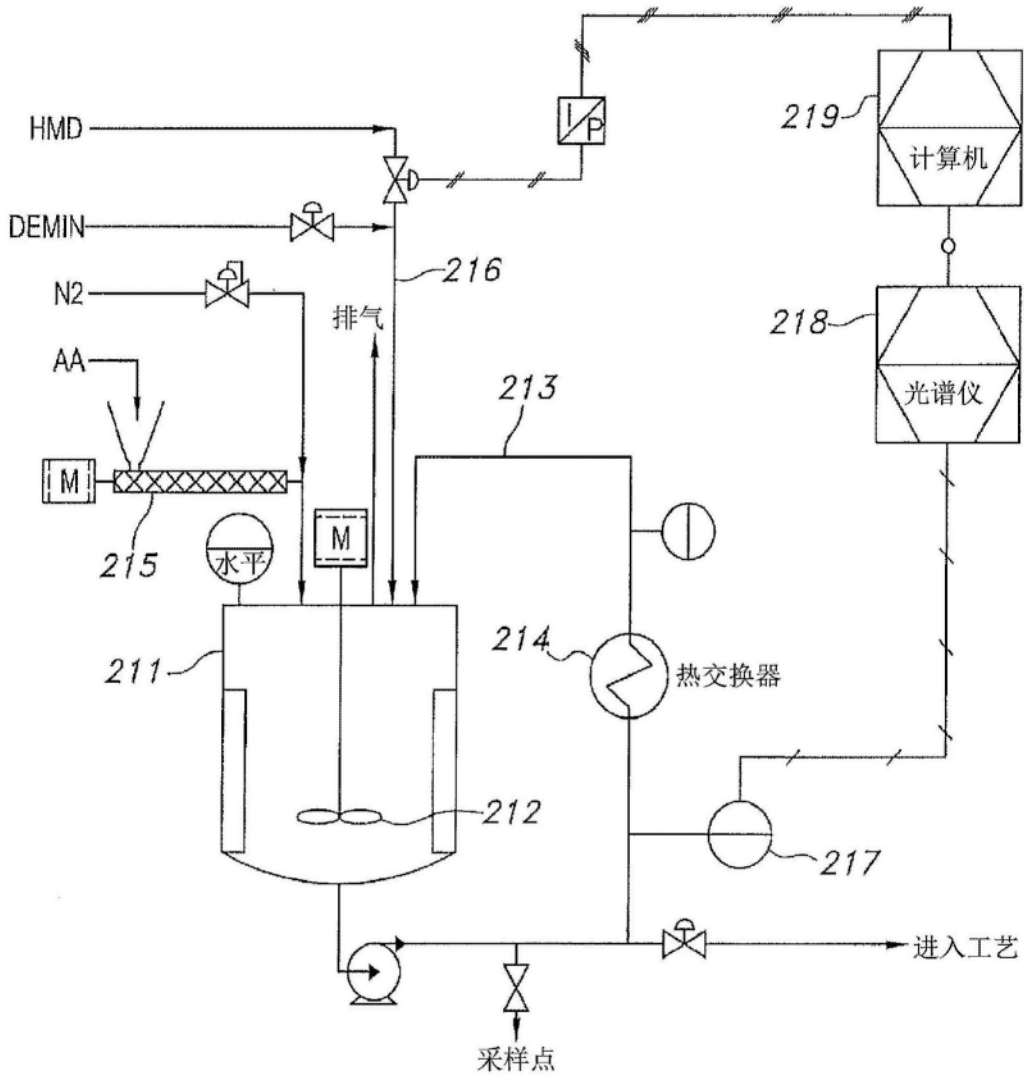 219
计算机
I
P
HMD
DEMIN
216
N2
排气
218
光谱仪
AA
213
M
215
水平
M
211
214
热交换器
212
217
进入工艺
采样点